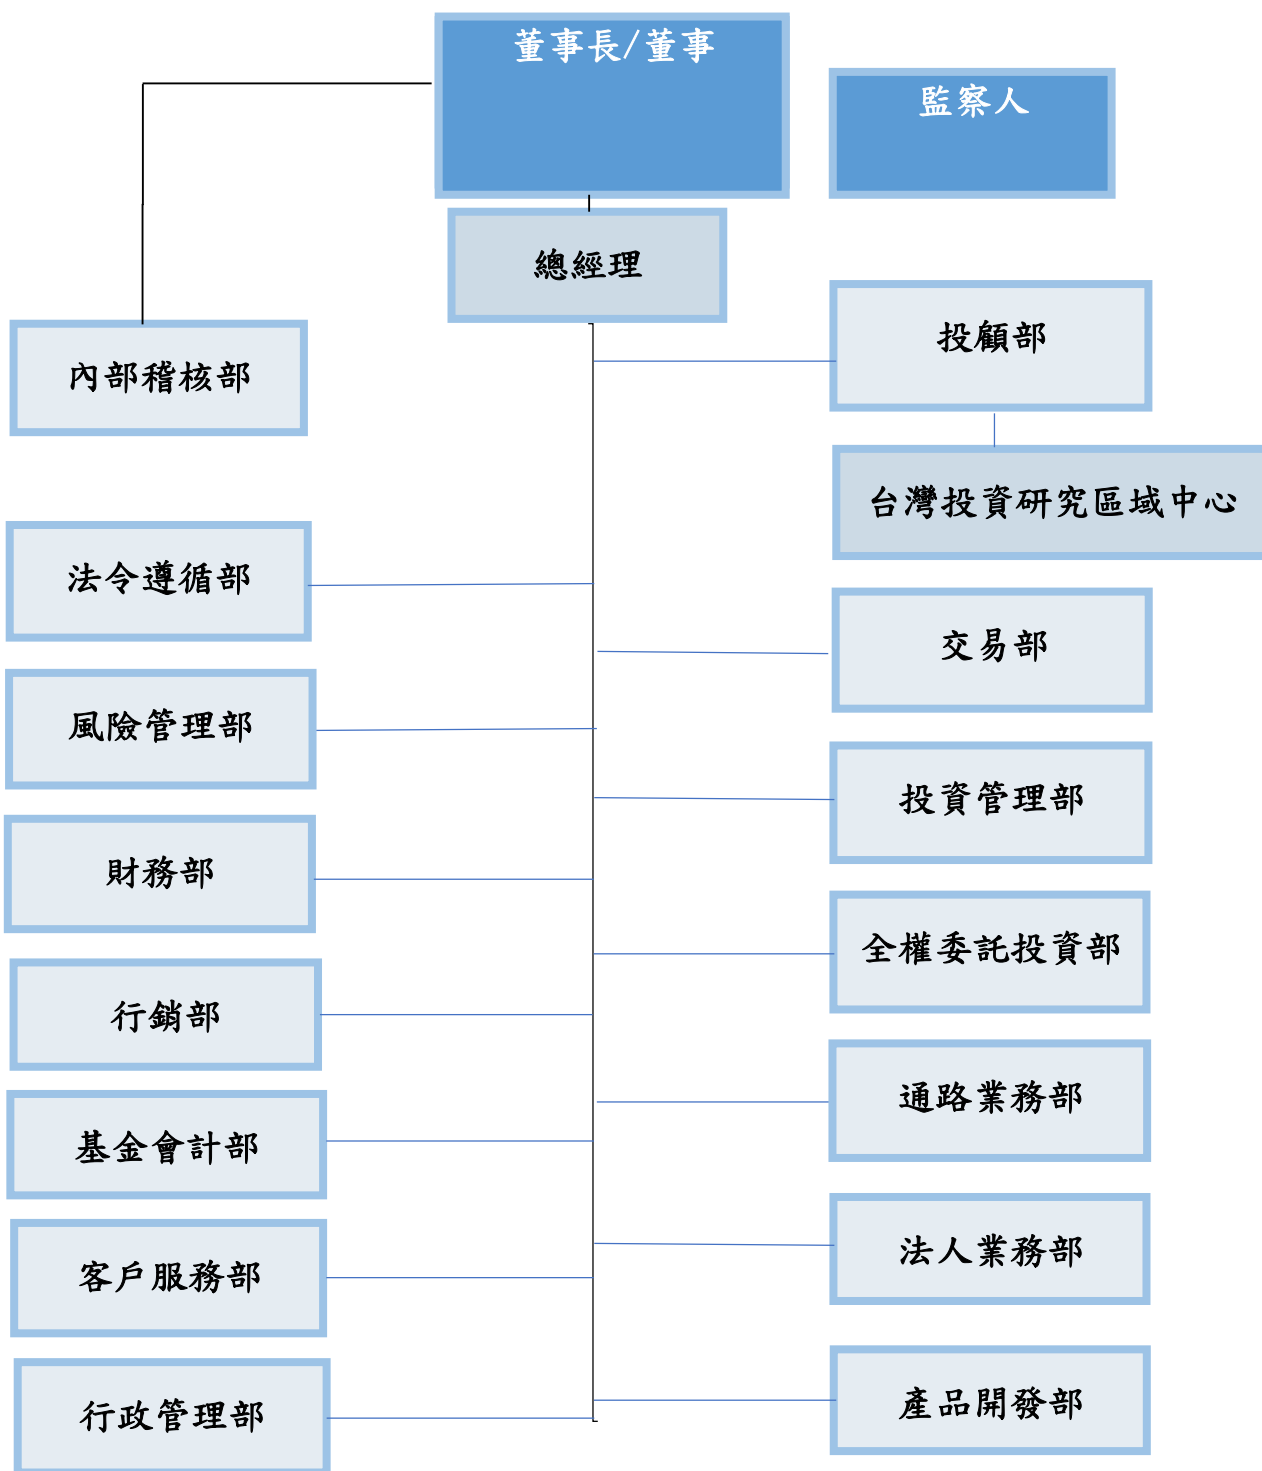 董事長/董事
監察人
總經理
投顧部
內部稽核部
台灣投資研究區域中心
法令遵循部
交易部
風險管理部
投資管理部
財務部
全權委託投資部
行銷部
通路業務部
基金會計部
法人業務部
客戶服務部
產品開發部
行政管理部